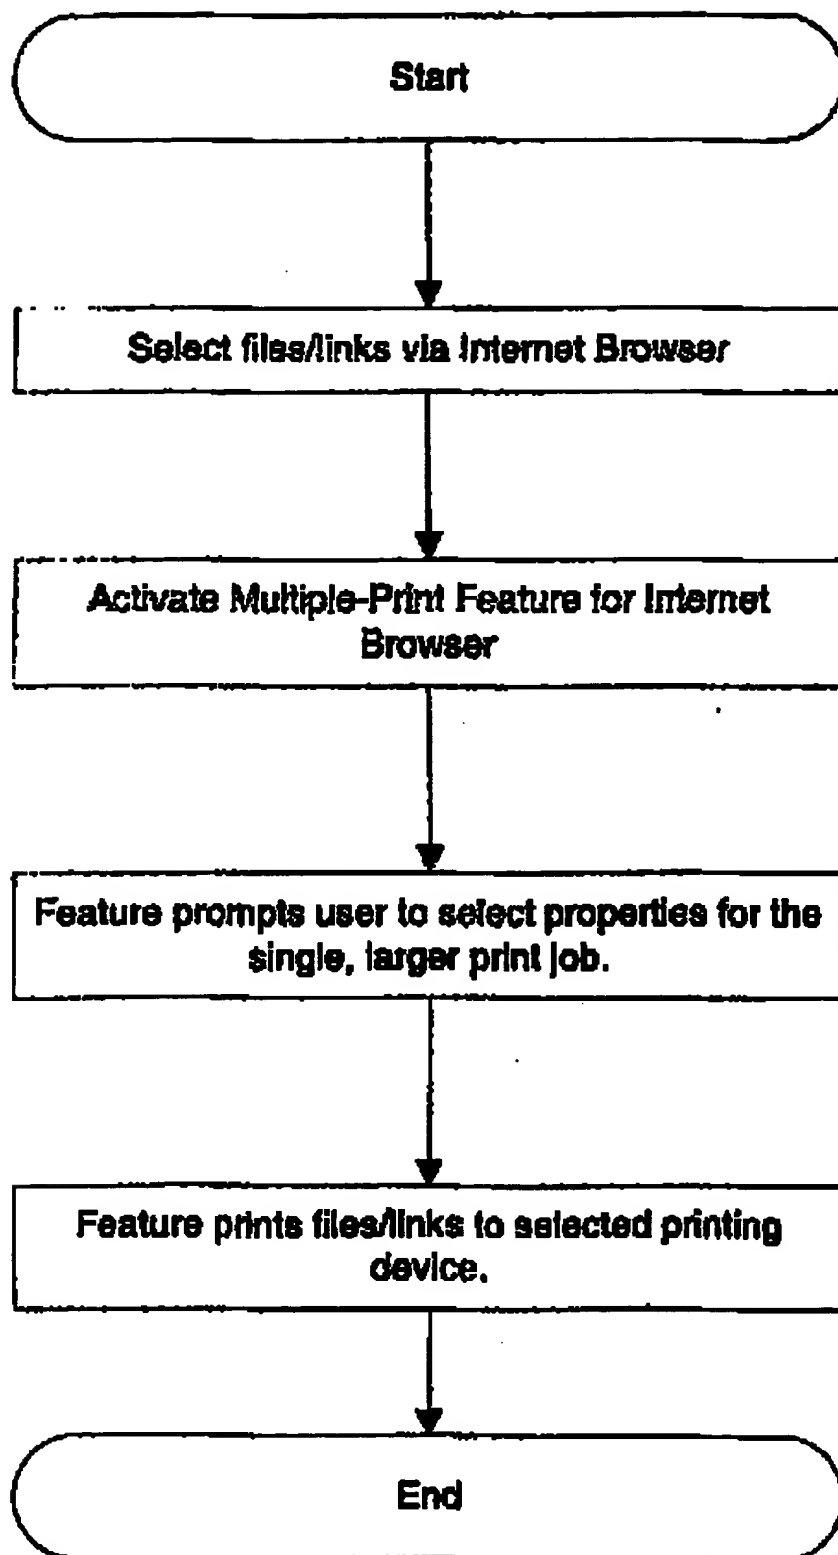 Start
Select files/links via Internet Browser
Activate Multiple-Print Feature for Internet
Browser
Feature prompts user to select properties for the
single, larger print job.
Feature prints files/links to selected printing
device.
End